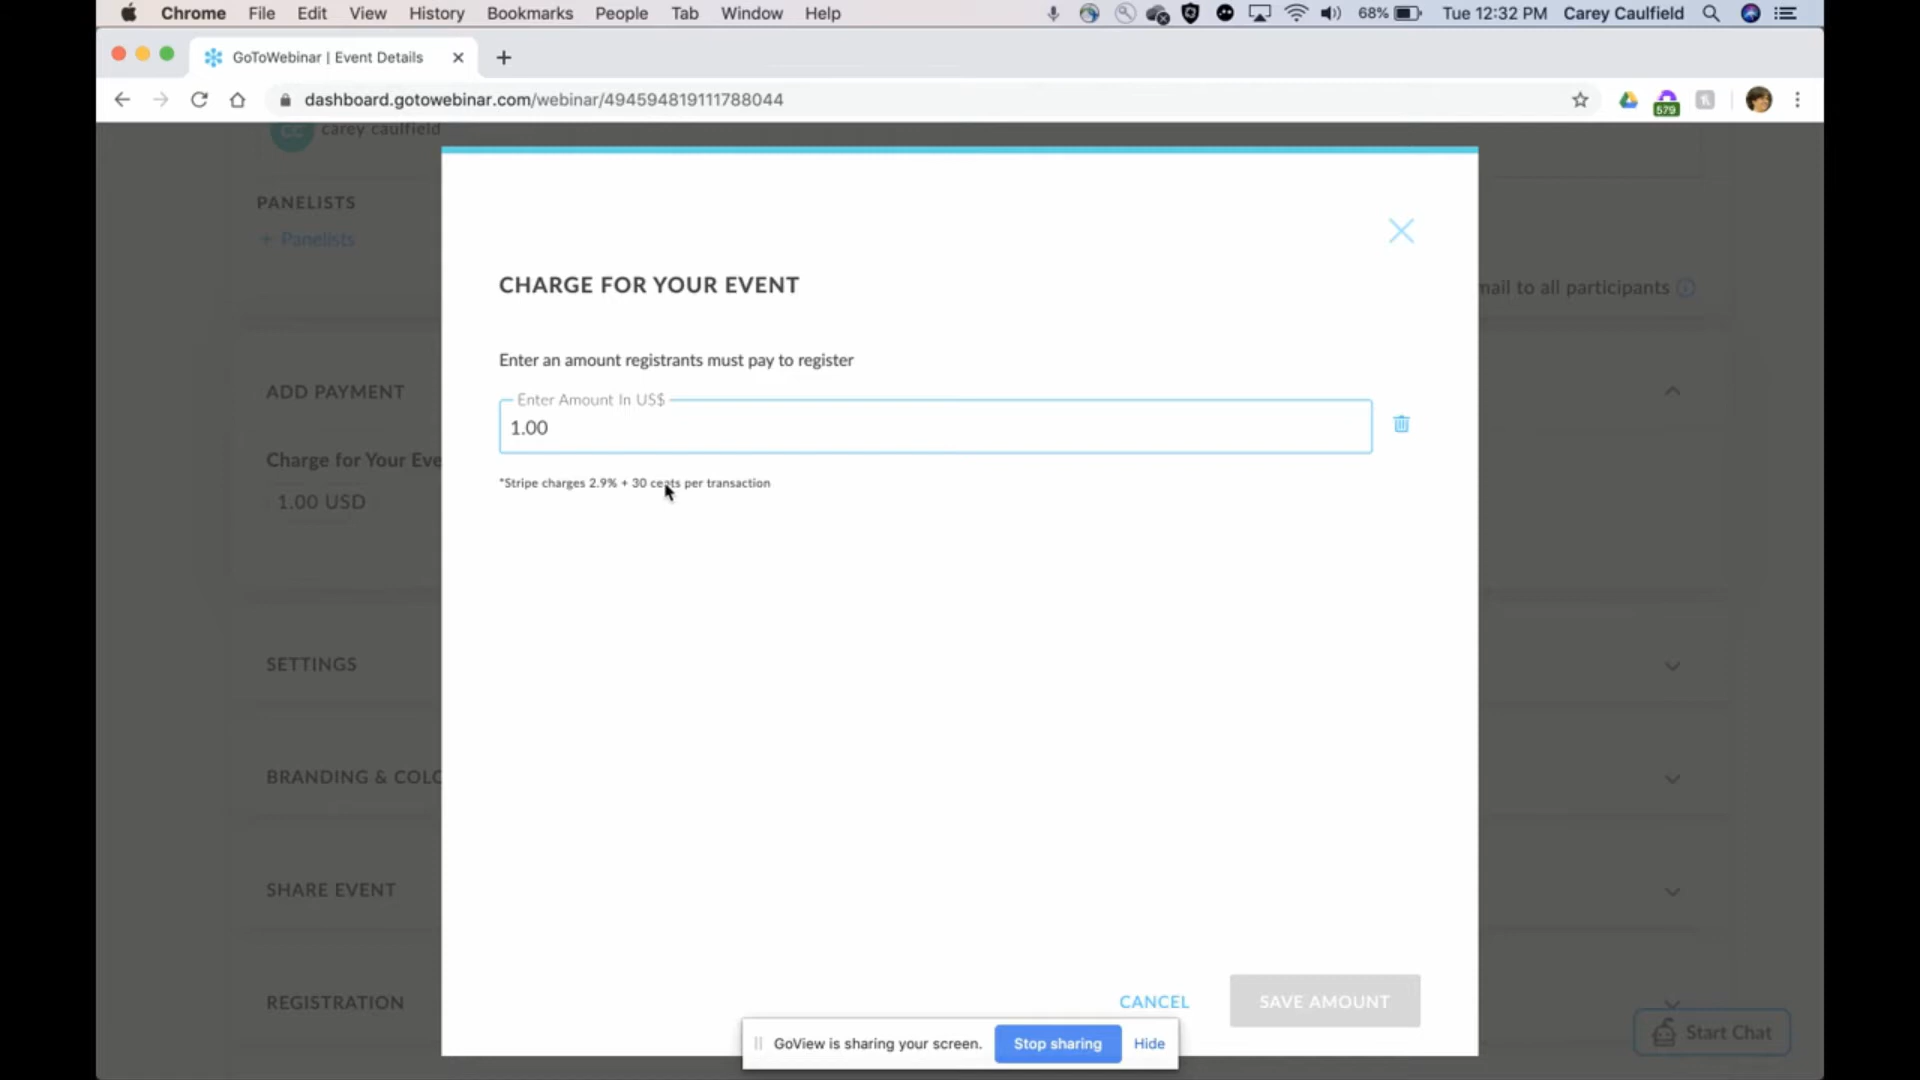 Chrome File Edit View History Bookmarks People Tab Window Help 68% Tue 12:32 PM Carey Caulfield
GoToWebinar | Event Details
dashboard.gotowebinar.com/webinar/494594819111788044
579
CC carey caulfield
PANELISTS
+ Panelists
CHARGE FOR YOUR EVENT
mail to all participants
Enter an amount registrants must pay to register
ADD PAYMENT
Enter Amount In US$
1.00
Charge for Your Eve
*Stripe charges 2.9% + 30 cents per transaction
1.00 USD
SETTINGS
BRANDING & COLO
SHARE EVENT
REGISTRATION
CANCEL SAVE AMOUNT
Start Chat
GoView is sharing your screen. Stop sharing Hide